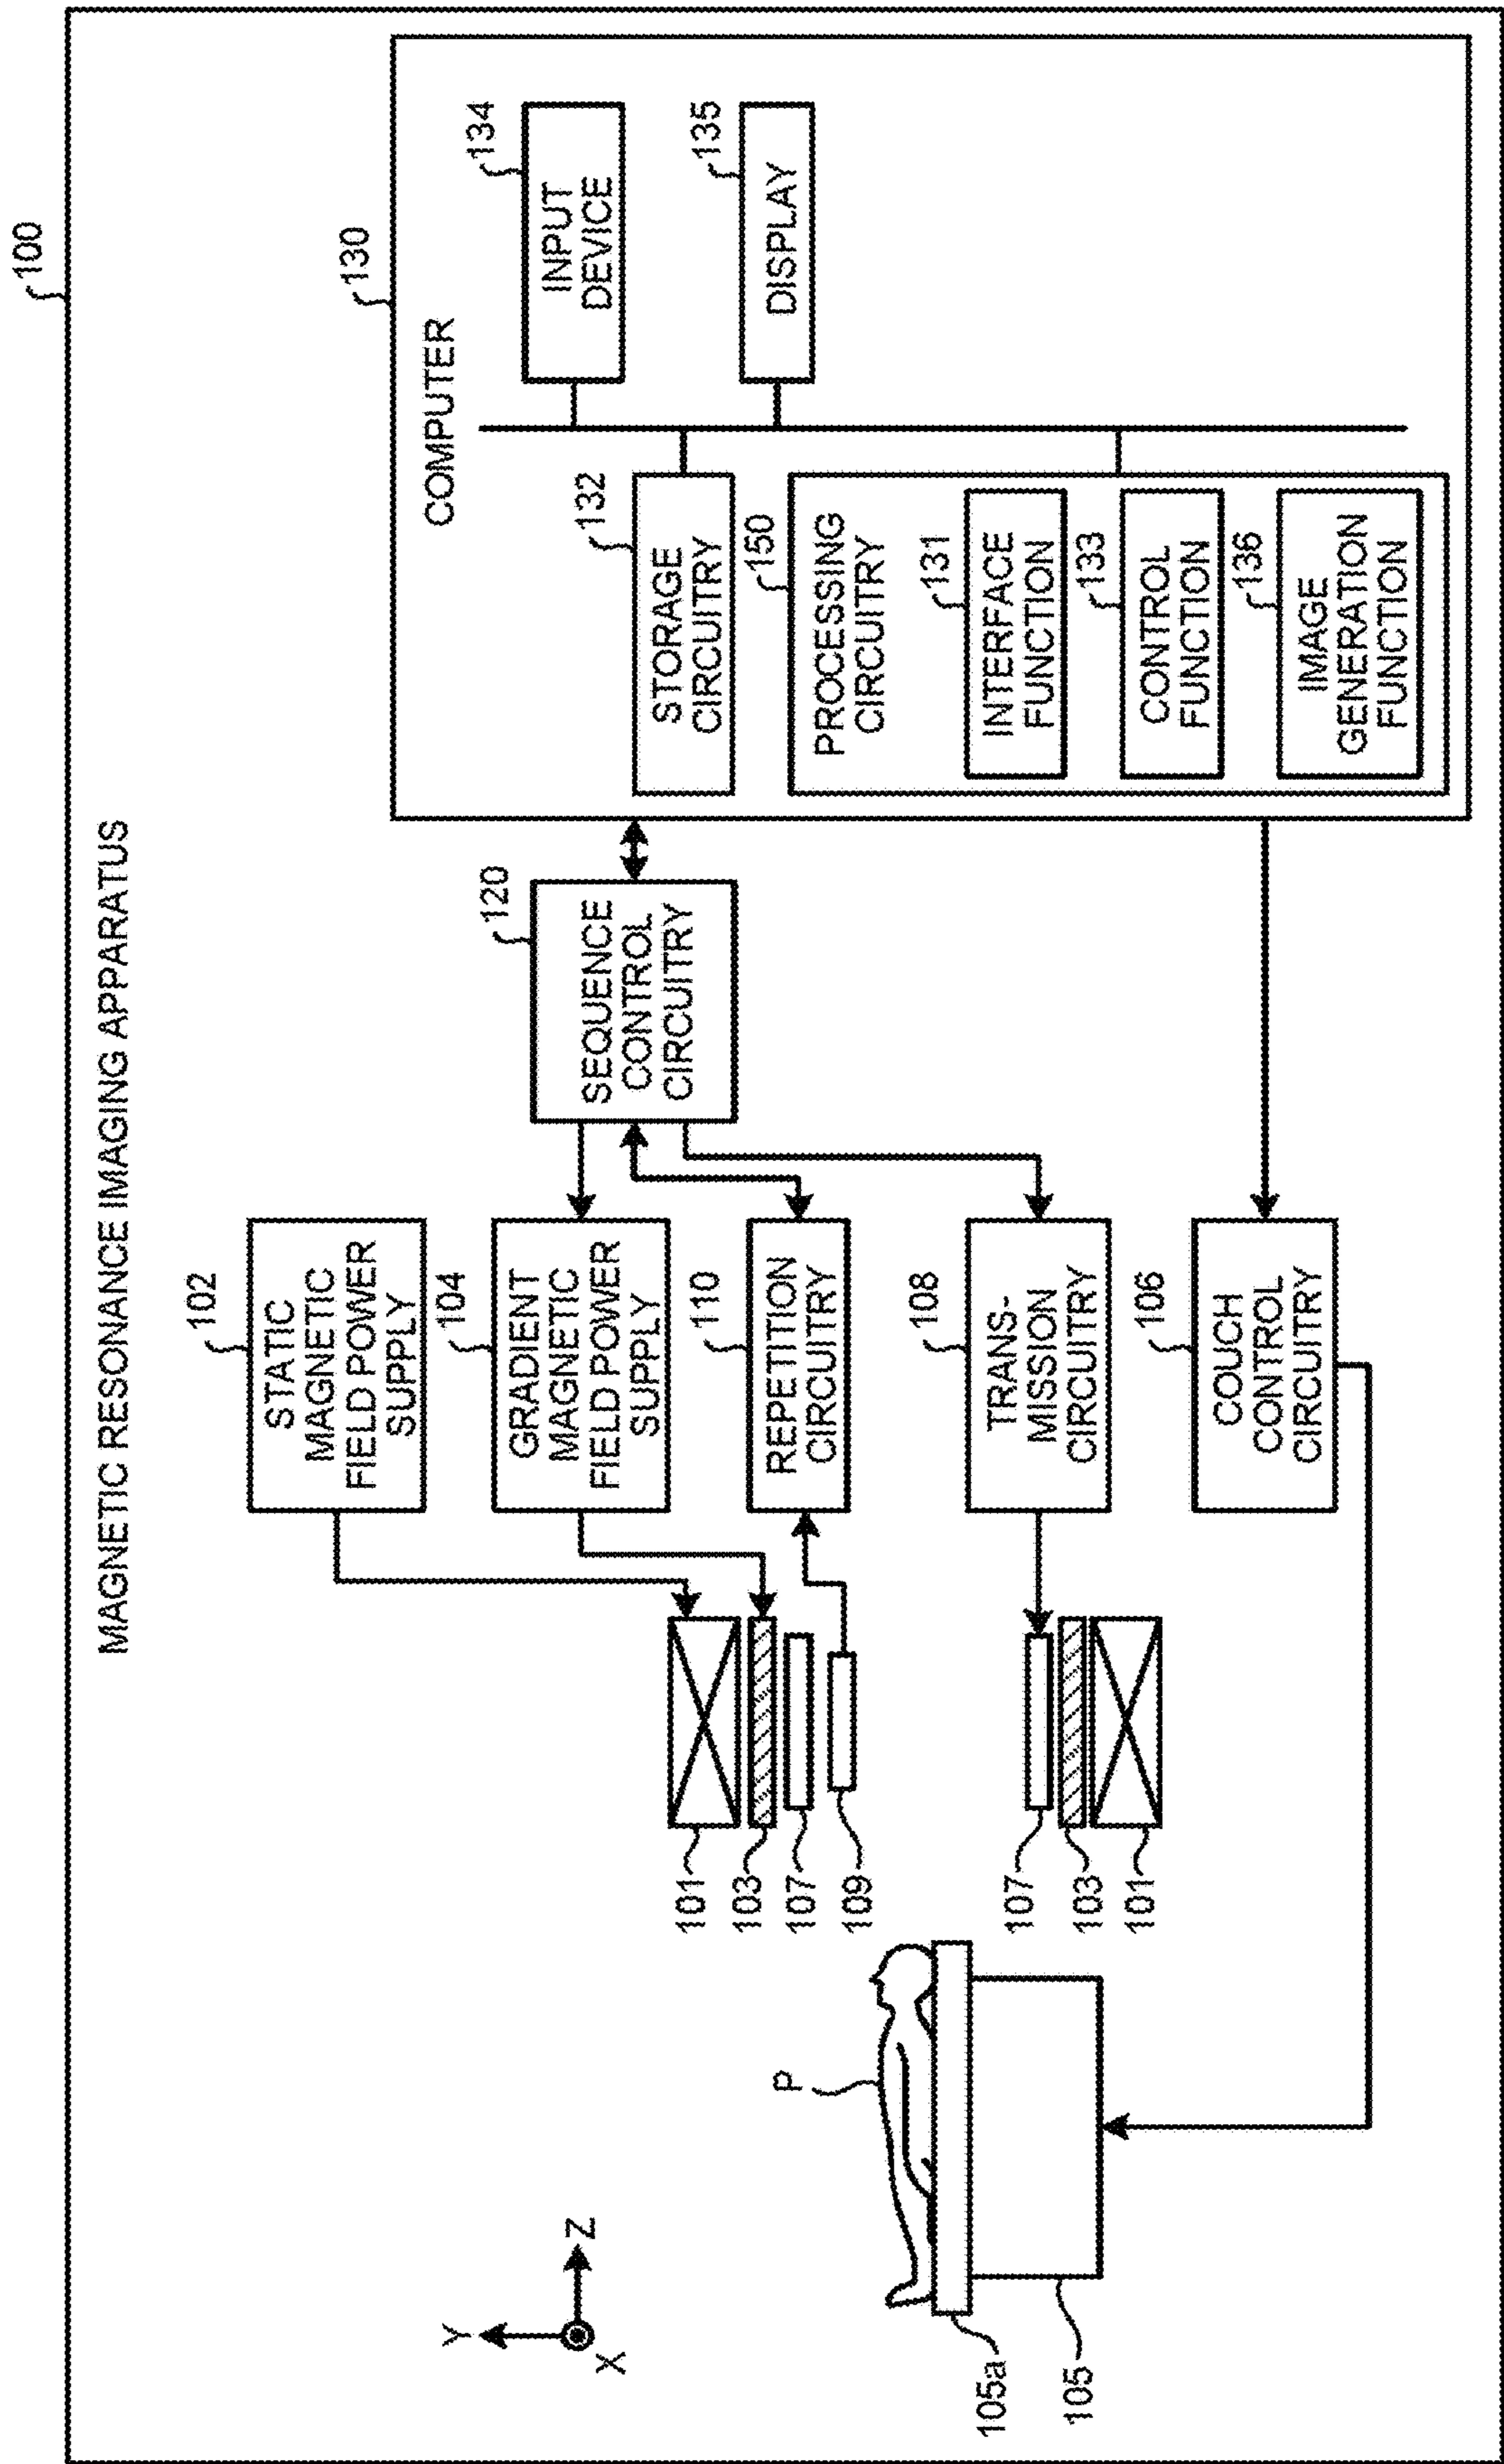 100
MAGNETIC RESONANCE IMAGING APPARATUS
102
STATIC
MAGNETIC
FIELD POWER
SUPPLY
104
GRADIENT
MAGNETIC
FIELD POWER
SUPPLY
110
REPETITION
CIRCUITRY
108
TRANS-
MISSION
CIRCUITRY
106
COUCH
CONTROL
CIRCUITRY
120
SEQUENCE
CONTROL
CIRCUITRY
130
COMPUTER
132
STORAGE
CIRCUITRY
134
INPUT
DEVICE
135
DISPLAY
150
PROCESSING
CIRCUITRY
131
INTERFACE
FUNCTION
133
CONTROL
FUNCTION
136
IMAGE
GENERATION
FUNCTION
101
103
107
109
107
103
101
Y
Z
X
P
105a
105